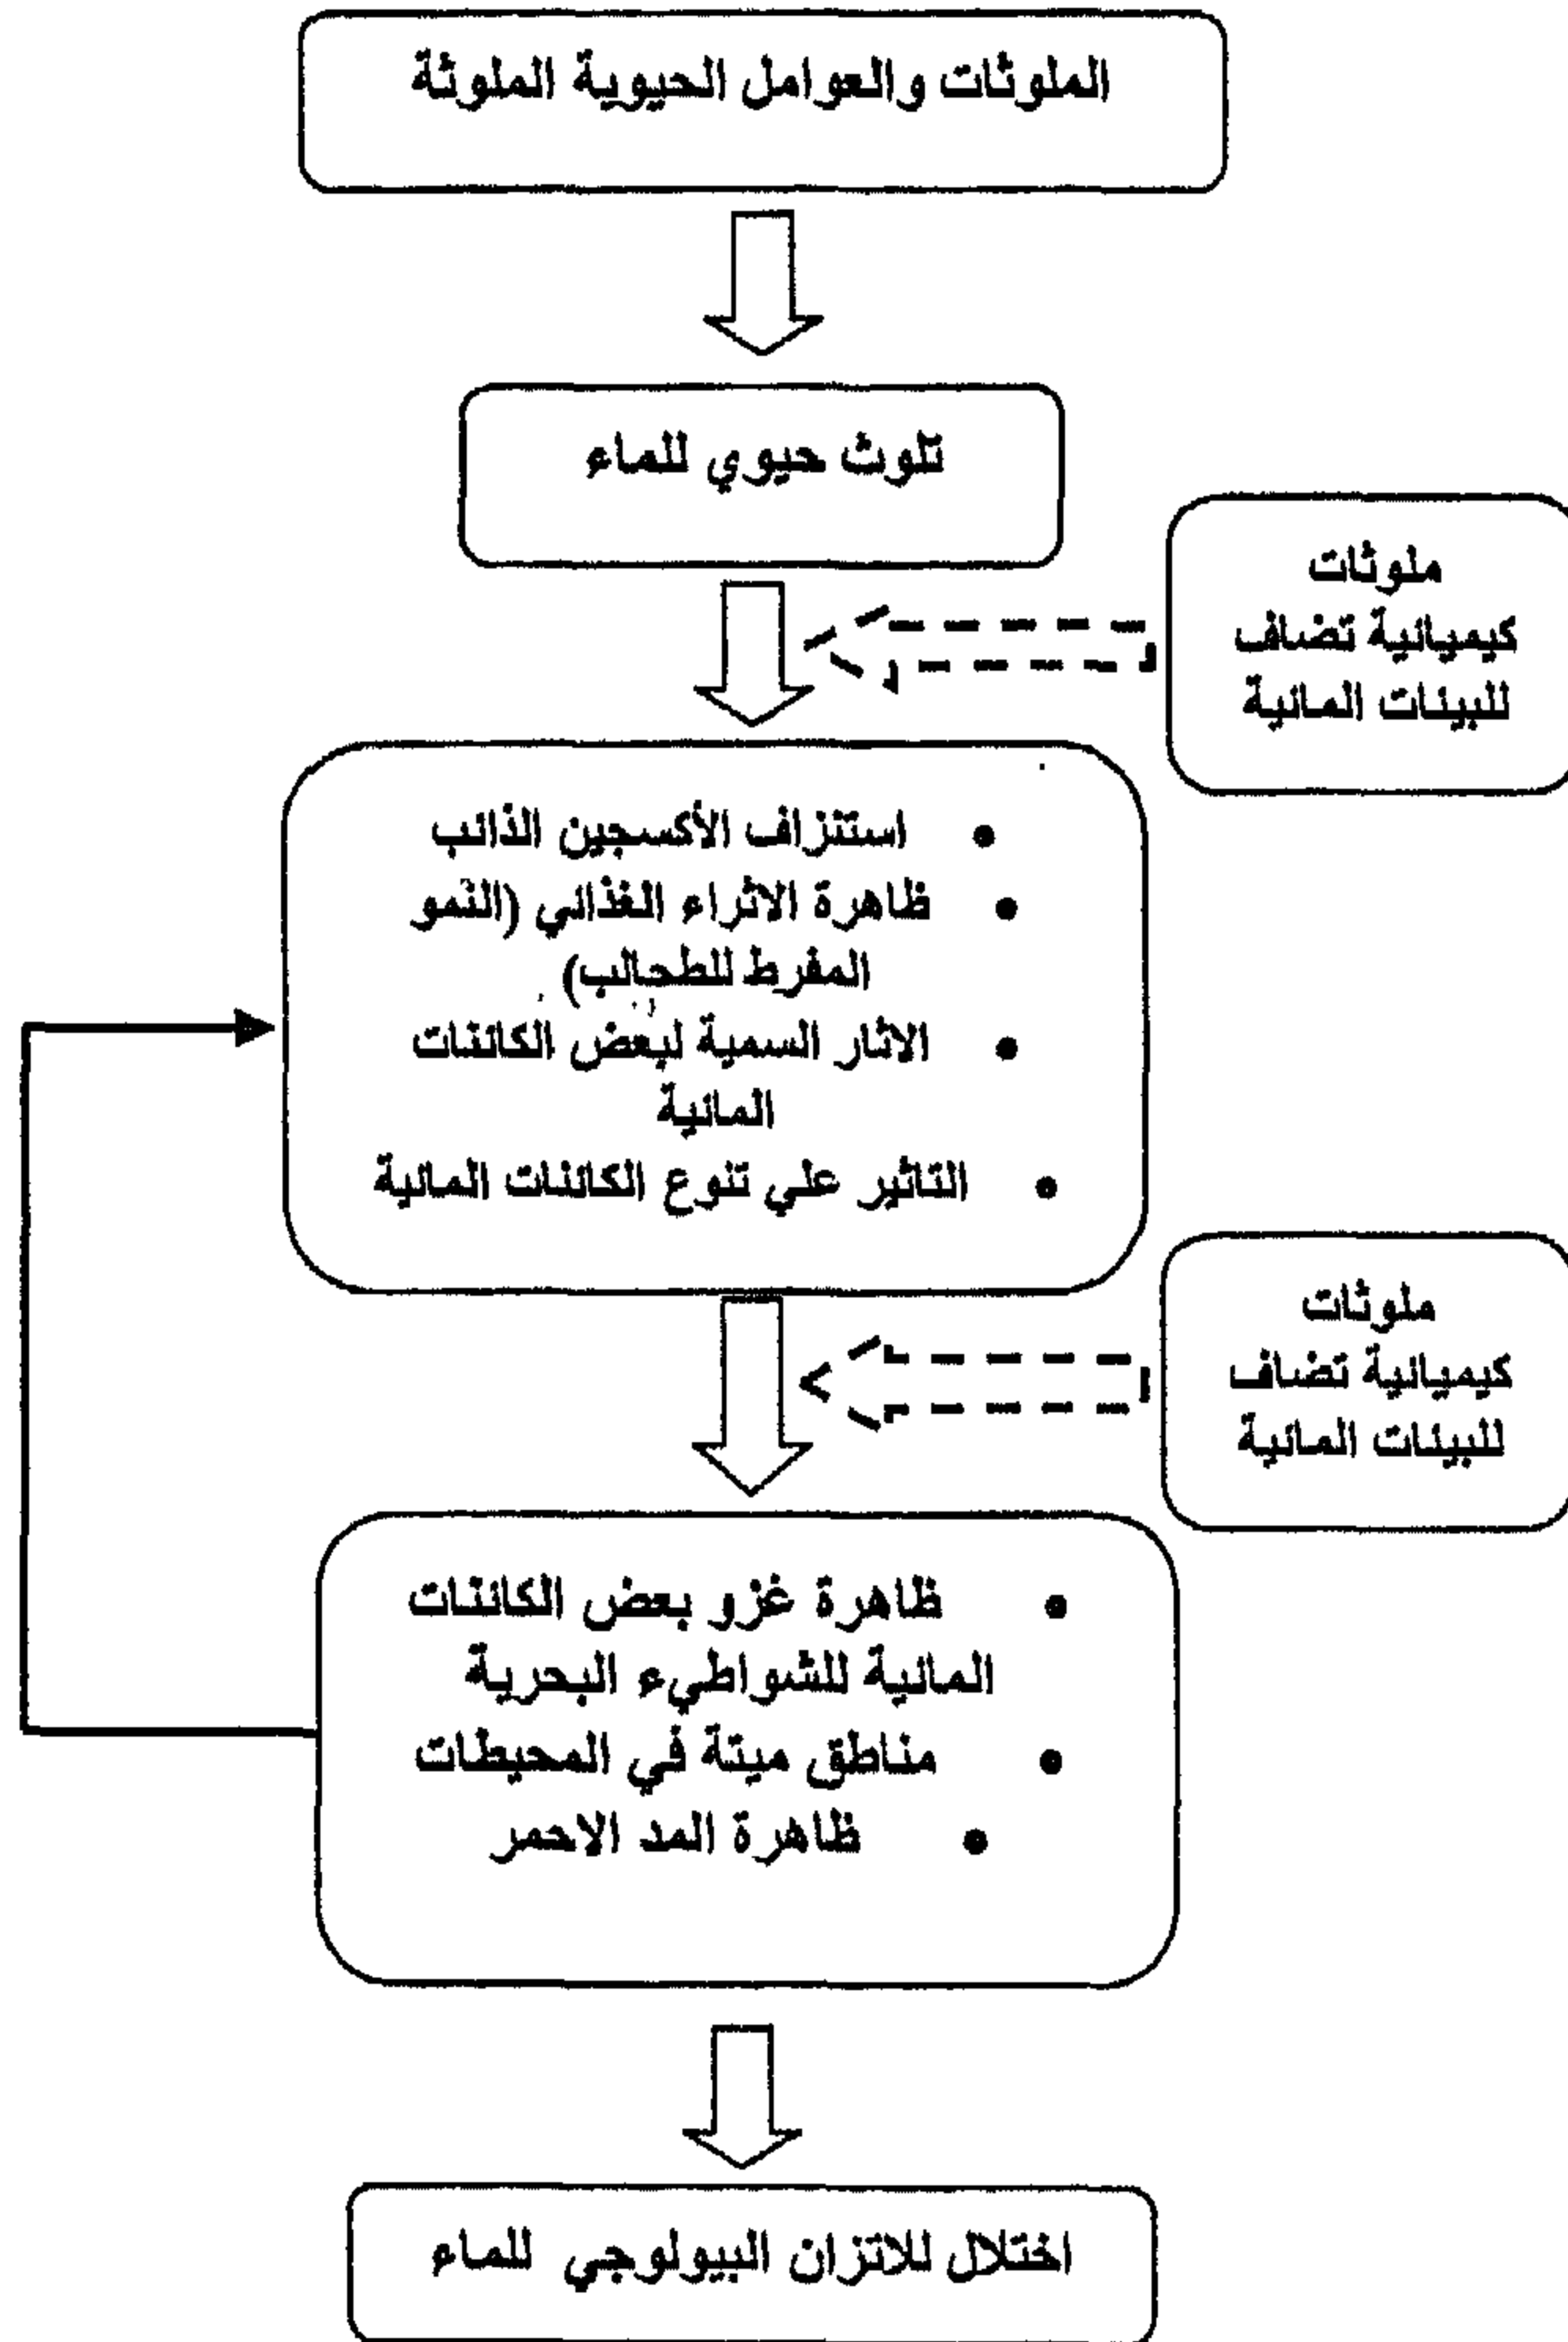 الملوثات والعوامل الحيوية الملوثة
تلوث حيوي للماء
ملوثات
كيميائية تضاف
للبيئات المائية
• استنزاف الأكسجين الذائب
• ظاهرة الاثراء الغذائي (النمو
المفرط للطحالب)
• الاثار السمية لبعض الكائنات
المائية
• التاثير علي تنوع الكائنات المائية
ملوثات
كيميائية تضاف
للبيئات المائية
• ظاهرة غزو بعض الكائنات
المائية للشواطيء البحرية
• مناطق ميتة في المحيطات
• ظاهرة المد الاحمر
اختلال للاتزان البيولوجي للماء